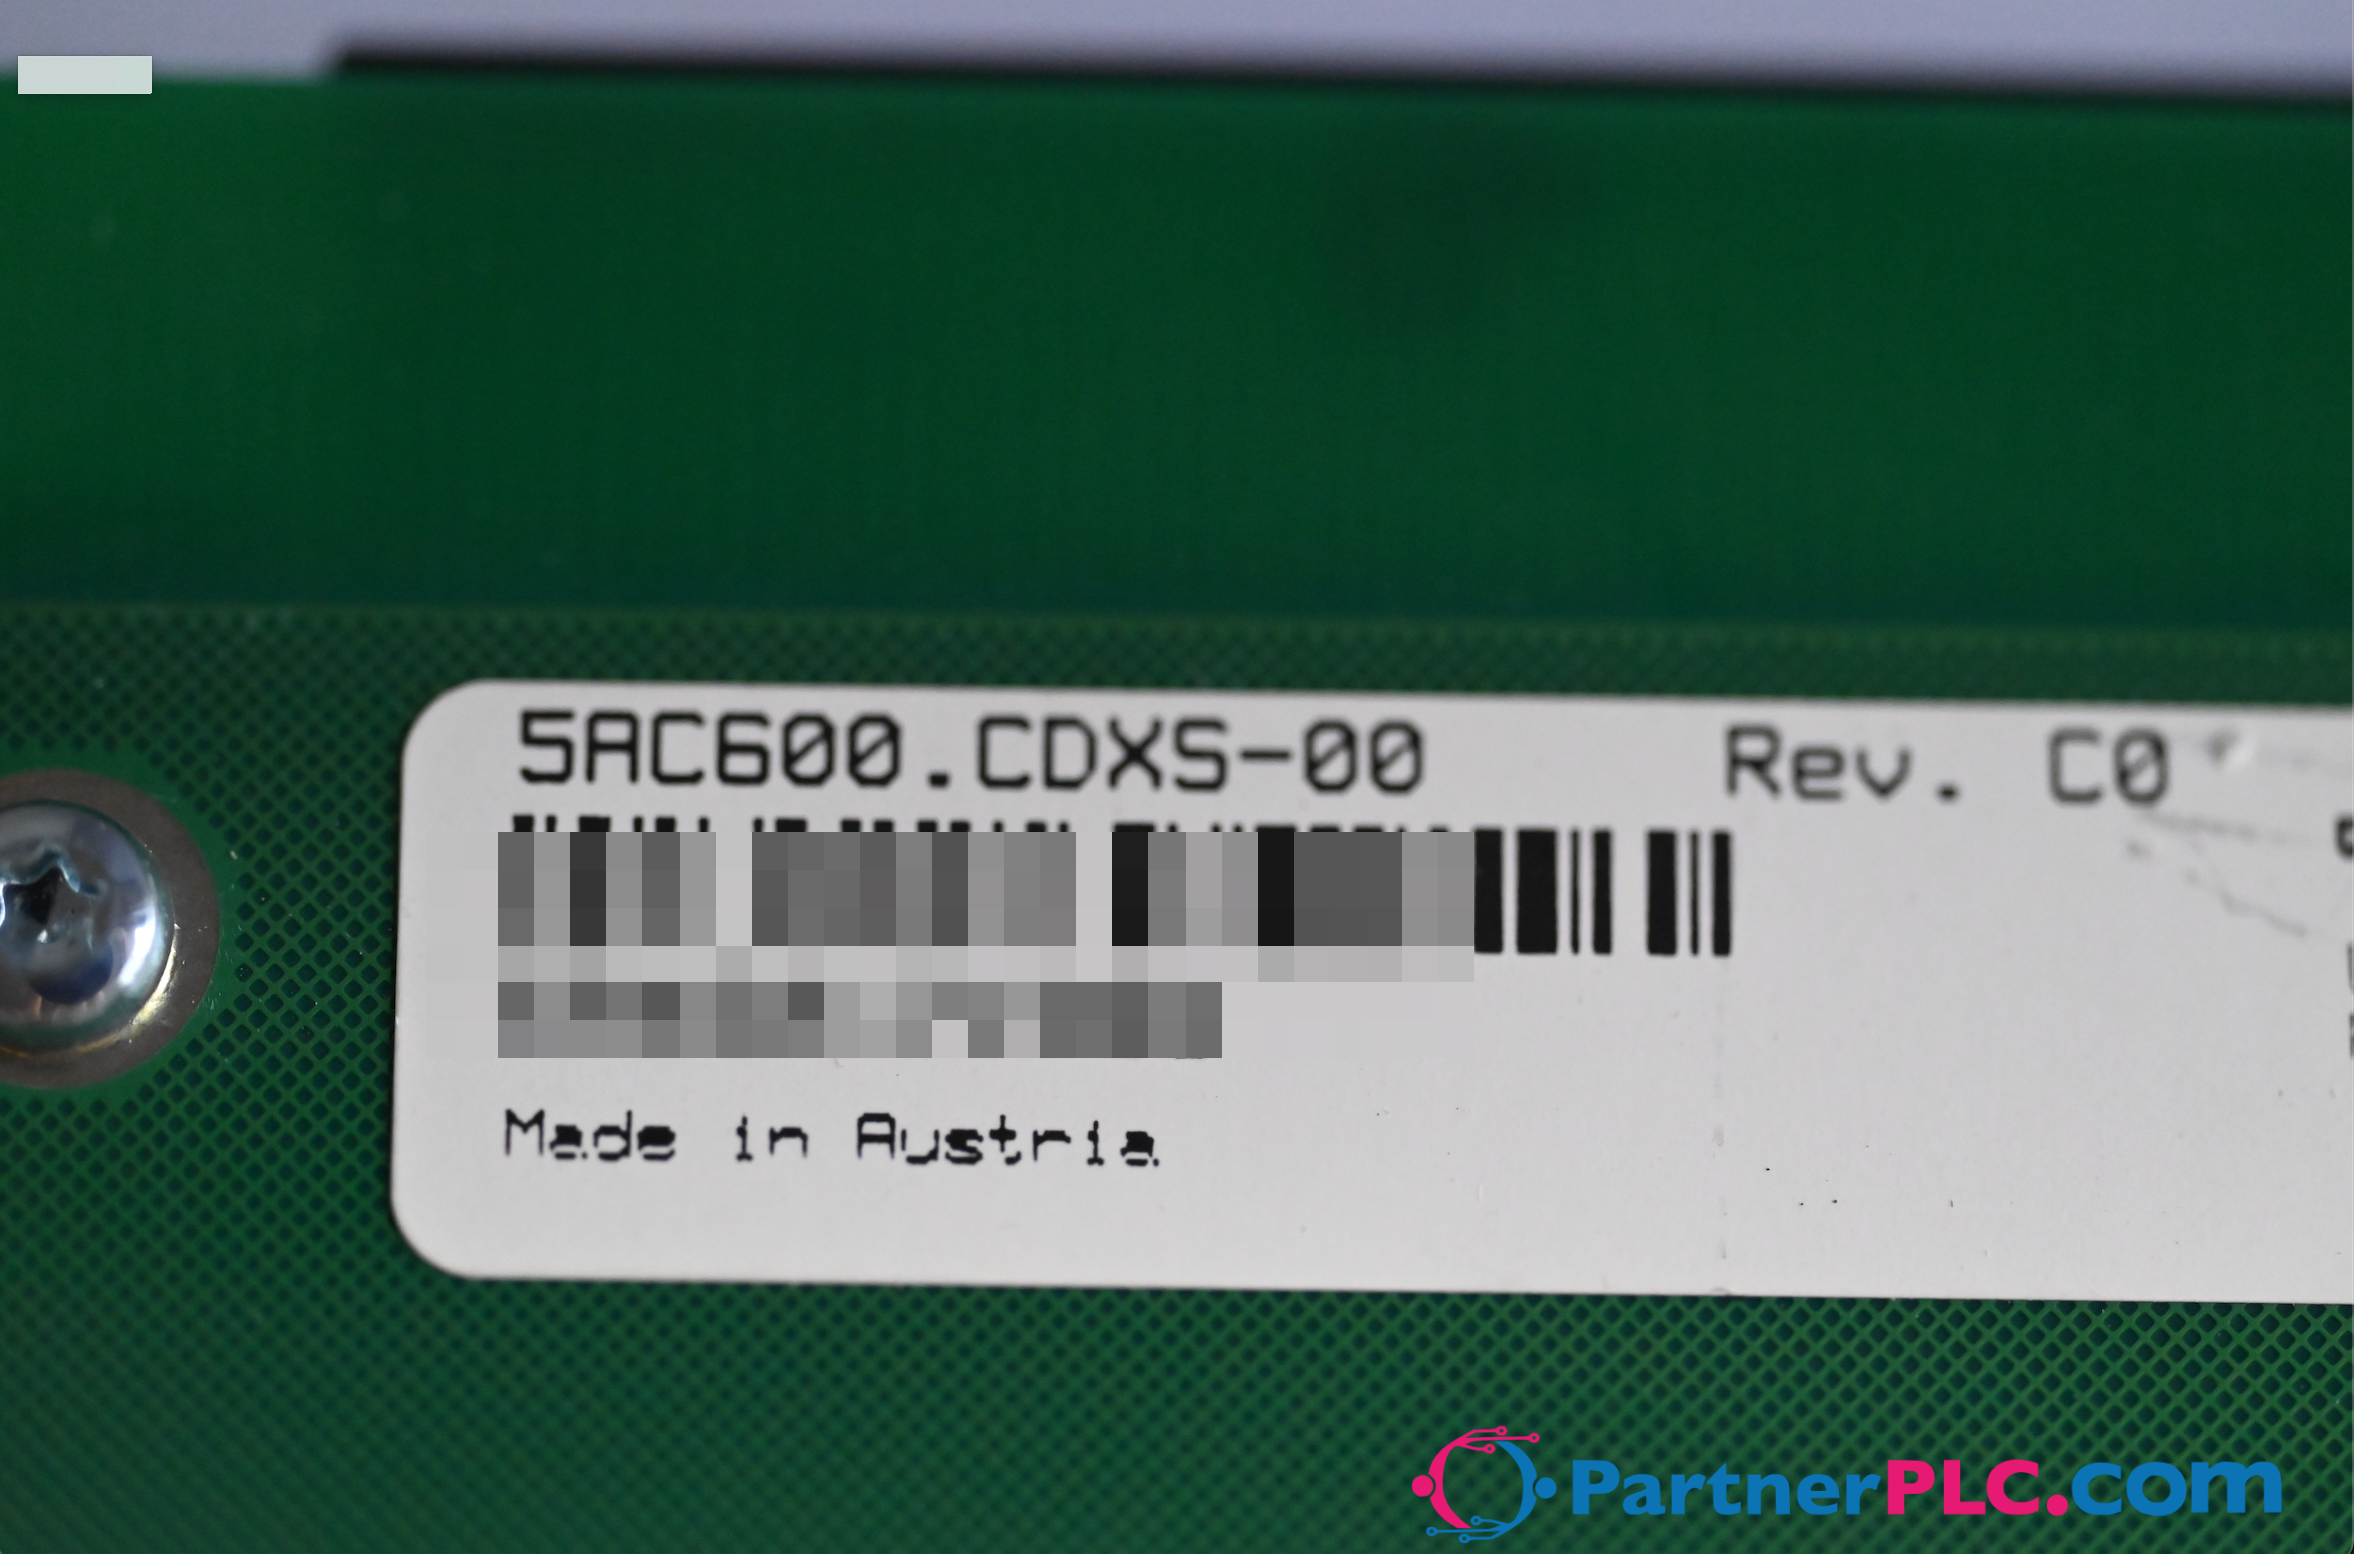 5AC600.CDXS-00 Rev. C0
Made in Austria
PartnerPLC.com